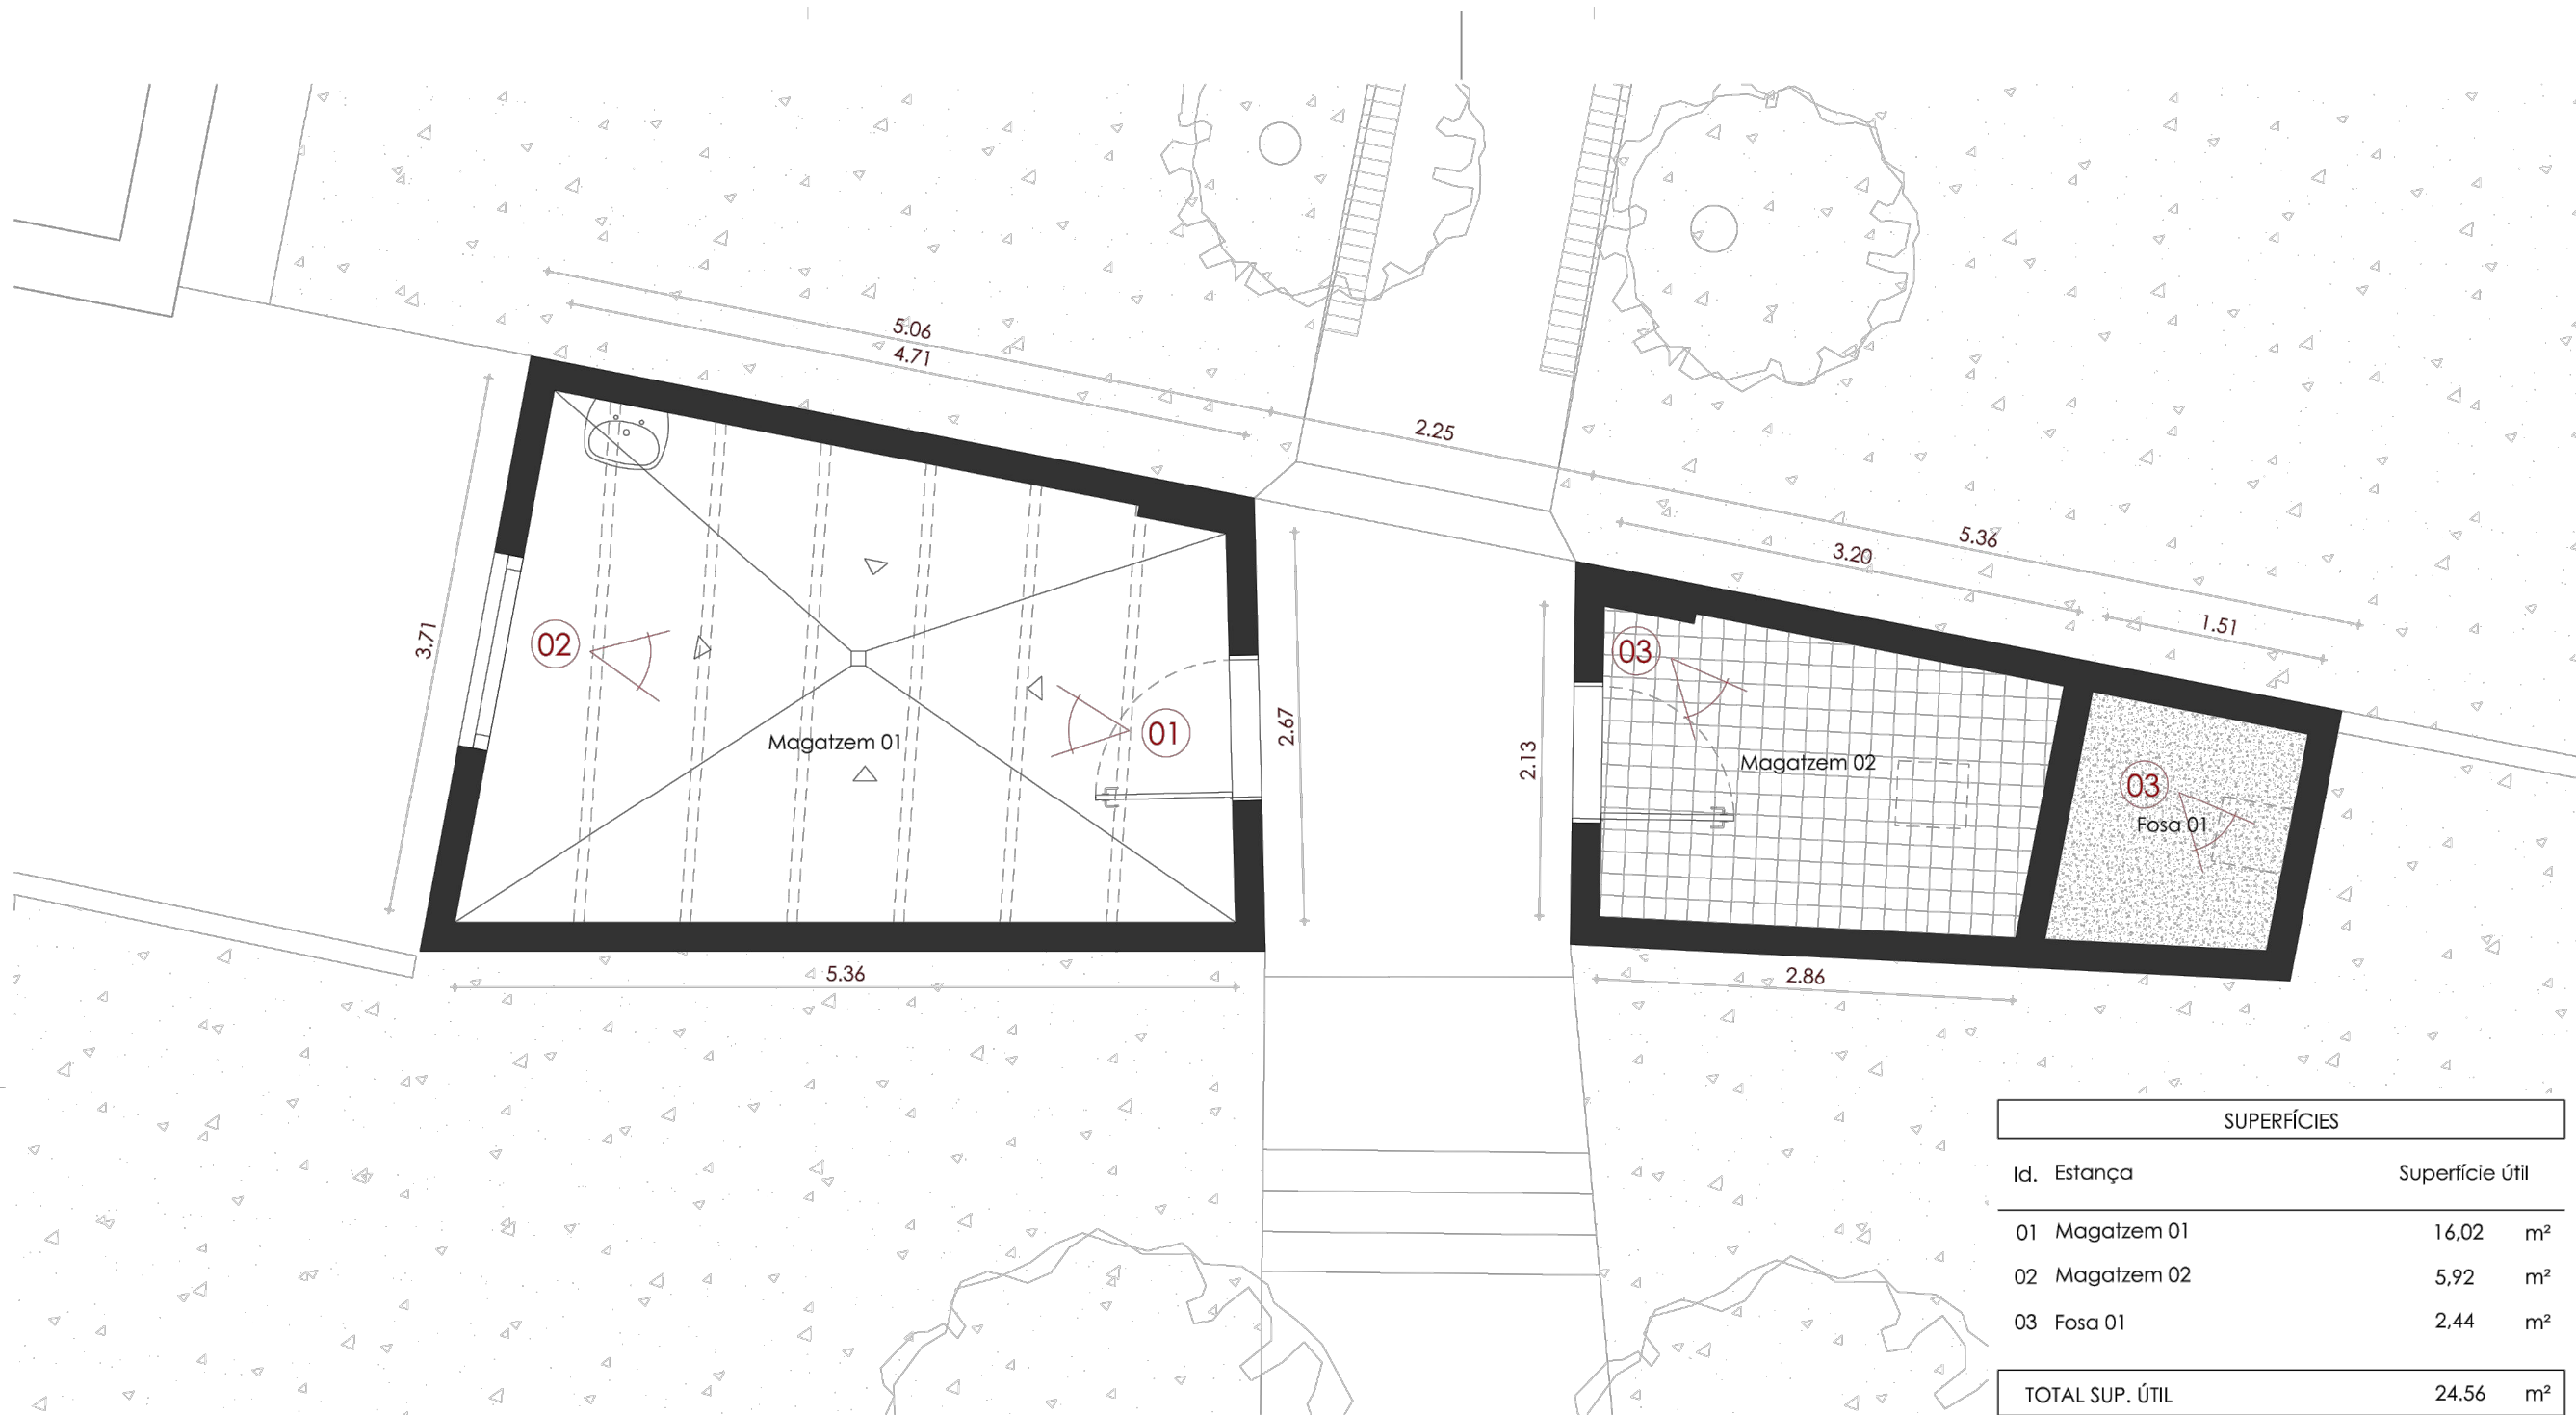 5.06
4.71
2.25
5.36
3.20
1.51
3.71
02
03
01
2.67
2.13
Magatzem 01
Magatzem 02
03
Fosa 01
5.36
2.86
SUPERFÍCIES
Id. Estança Superfície útil
01 Magatzem 01 16,02 m²
02 Magatzem 02 5,92 m²
03 Fosa 01 2,44 m²
TOTAL SUP. ÚTIL 24.56 m²